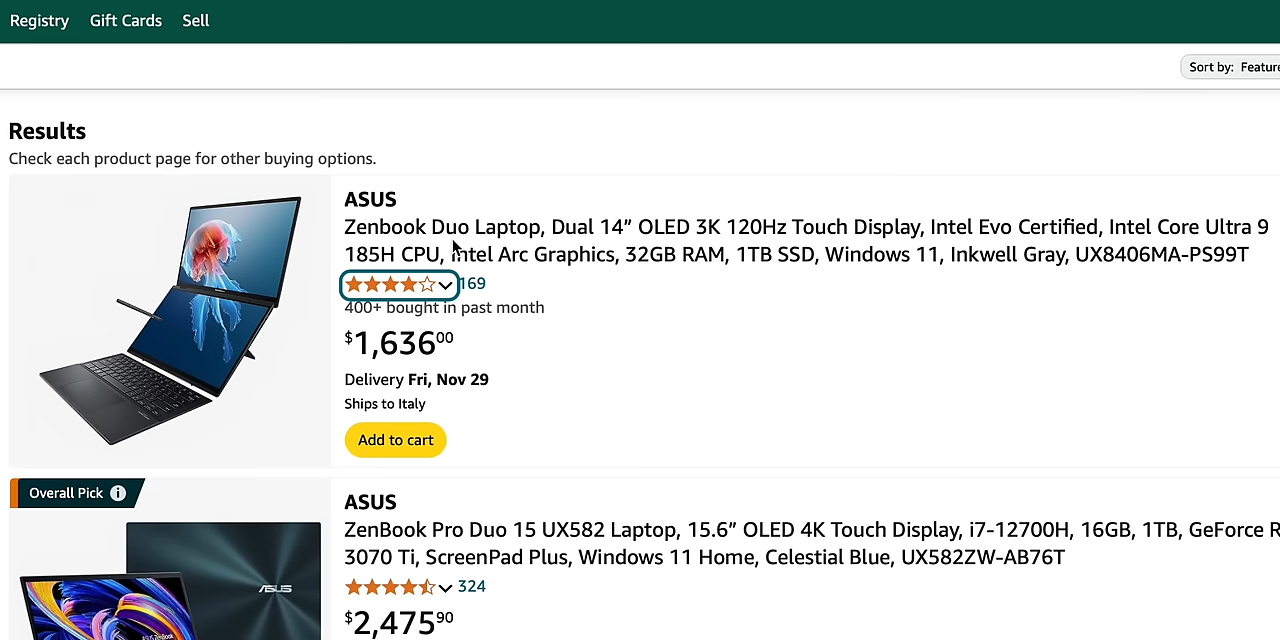 Registry Gift Cards Sell
Sort by: Feature
Results
Check each product page for other buying options.
ASUS
Zenbook Duo Laptop, Dual 14” OLED 3K 120Hz Touch Display, Intel Evo Certified, Intel Core Ultra 9
185H CPU, Intel Arc Graphics, 32GB RAM, 1TB SSD, Windows 11, Inkwell Gray, UX8406MA-PS99T
169
400+ bought in past month
$1,63600
Delivery Fri, Nov 29
Ships to Italy
Add to cart
Overall Pick i
ASUS
ZenBook Pro Duo 15 UX582 Laptop, 15.6” OLED 4K Touch Display, i7-12700H, 16GB, 1TB, GeForce R
3070 Ti, ScreenPad Plus, Windows 11 Home, Celestial Blue, UX582ZW-AB76T
324
$2,47590
ASUS